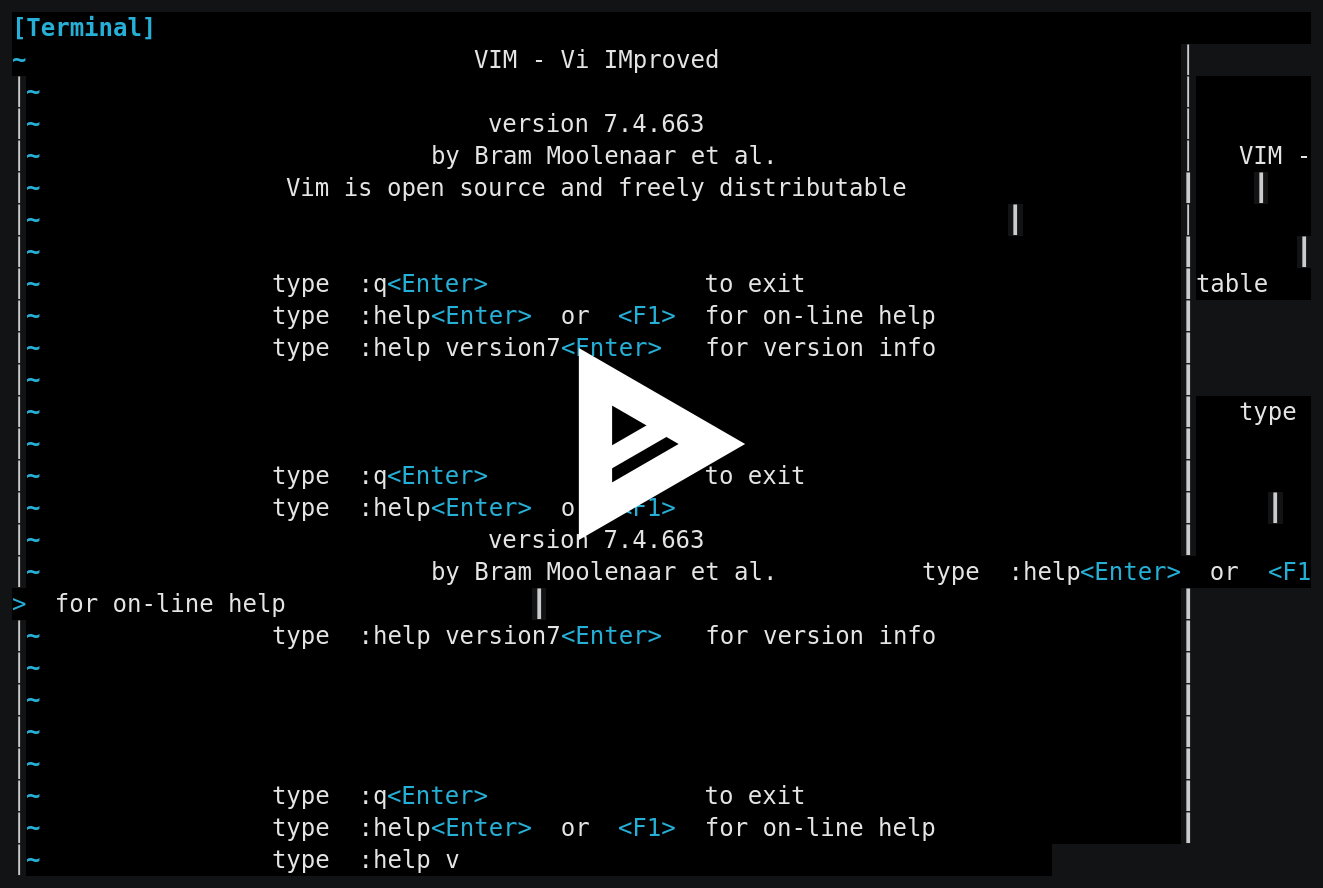 [Terminal]
~ VIM - Vi IMproved |
|~ |
|~ version 7.4.663 |
|~ by Bram Moolenaar et al. | VIM -
|~ Vim is open source and freely distributable | |
|~ | |
|~ | |
|~ type :q<Enter> to exit |table
|~ type :help<Enter> or <F1> for on-line help |
|~ type :help version7<Enter> for version info |
|~ |
|~ | type
|~ |
|~ type :q<Enter> to exit |
|~ type :help<Enter> or <F1> | |
|~ version 7.4.663 |
|~ by Bram Moolenaar et al. type :help<Enter> or <F1
> for on-line help | |
|~ type :help version7<Enter> for version info |
|~ |
|~ |
|~ |
|~ |
|~ type :q<Enter> to exit |
|~ type :help<Enter> or <F1> for on-line help |
|~ type :help v